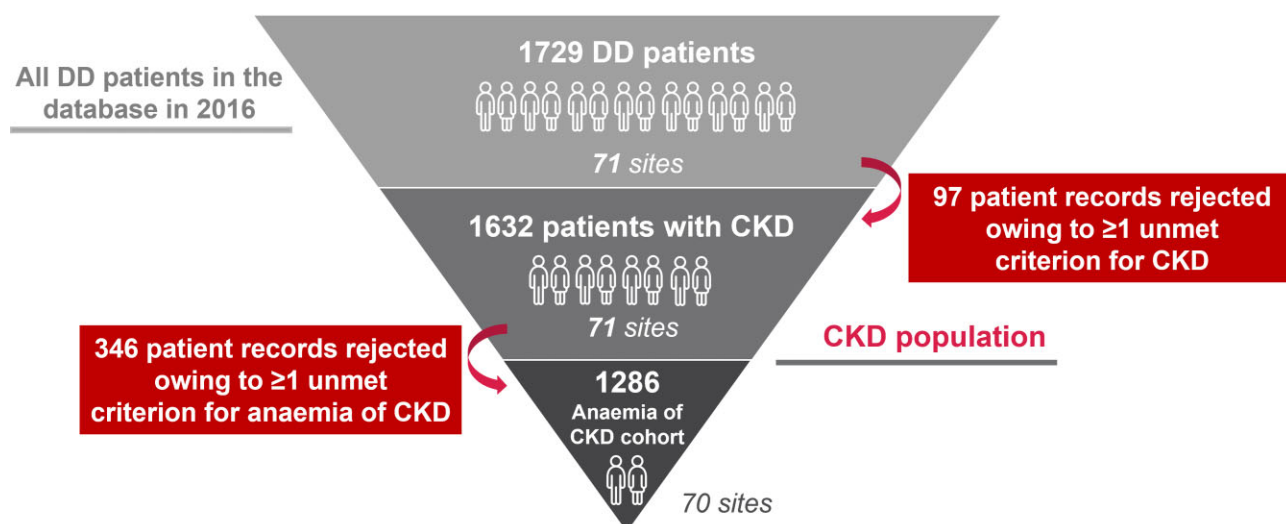 All DD patients in the
database in 2016
1729 DD patients
71 sites
97 patient records rejected
owing to ≥1 unmet
criterion for CKD
1632 patients with CKD
71 sites
346 patient records rejected
owing to ≥1 unmet
criterion for anaemia of CKD
CKD population
1286
Anaemia of
CKD cohort
70 sites